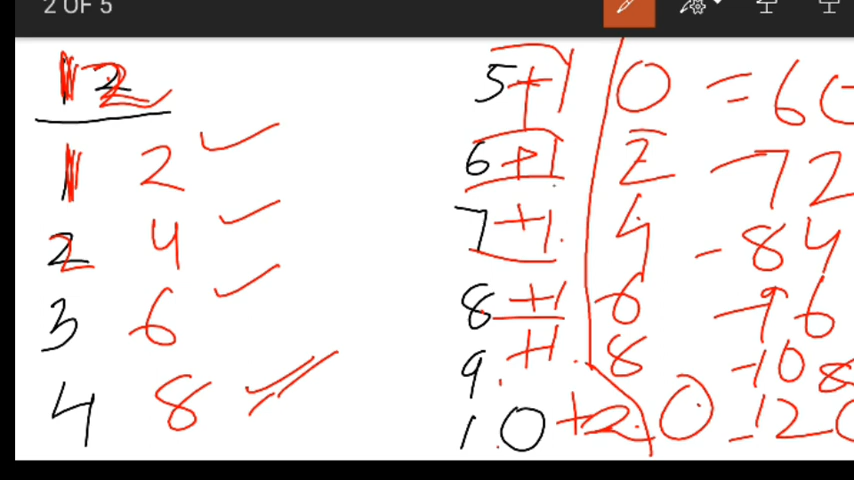 2 OF 5
12
1 2
2 4
3 6
4 8
5+1 0 = 60
6+1 2 - 72
7+1 4 - 84
8+1 6 - 96
9+1 8 - 108
10+2 0 - 120